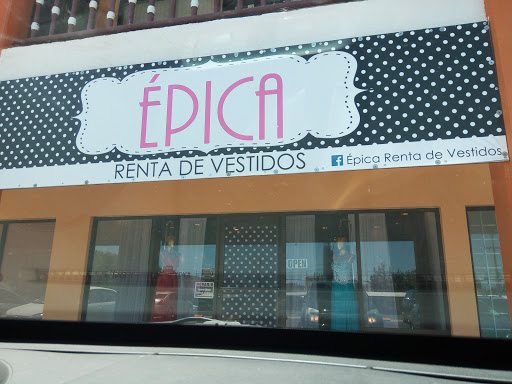 ÉPICA
RENTA DE VESTIDOS
Épica Renta de Vestidos
OPEN